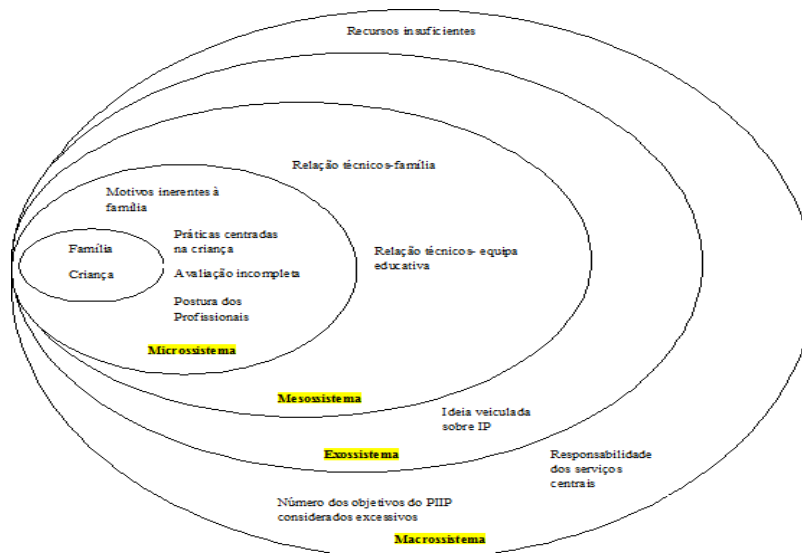 Recursos insuficientes
Relação técnicos-família
Motivos inerentes à
família
Práticas centradas
na criança
Família
Criança
Avaliação incompleta
Postura dos
Profissionais
Relação técnicos- equipa
educativa
Microssistema
Mesossistema
Ideia veiculada
sobre IP
Exossistema
Responsabilidade
dos serviços
centrais
Número dos objetivos do PIIP
considerados excessivos
Macrossistema